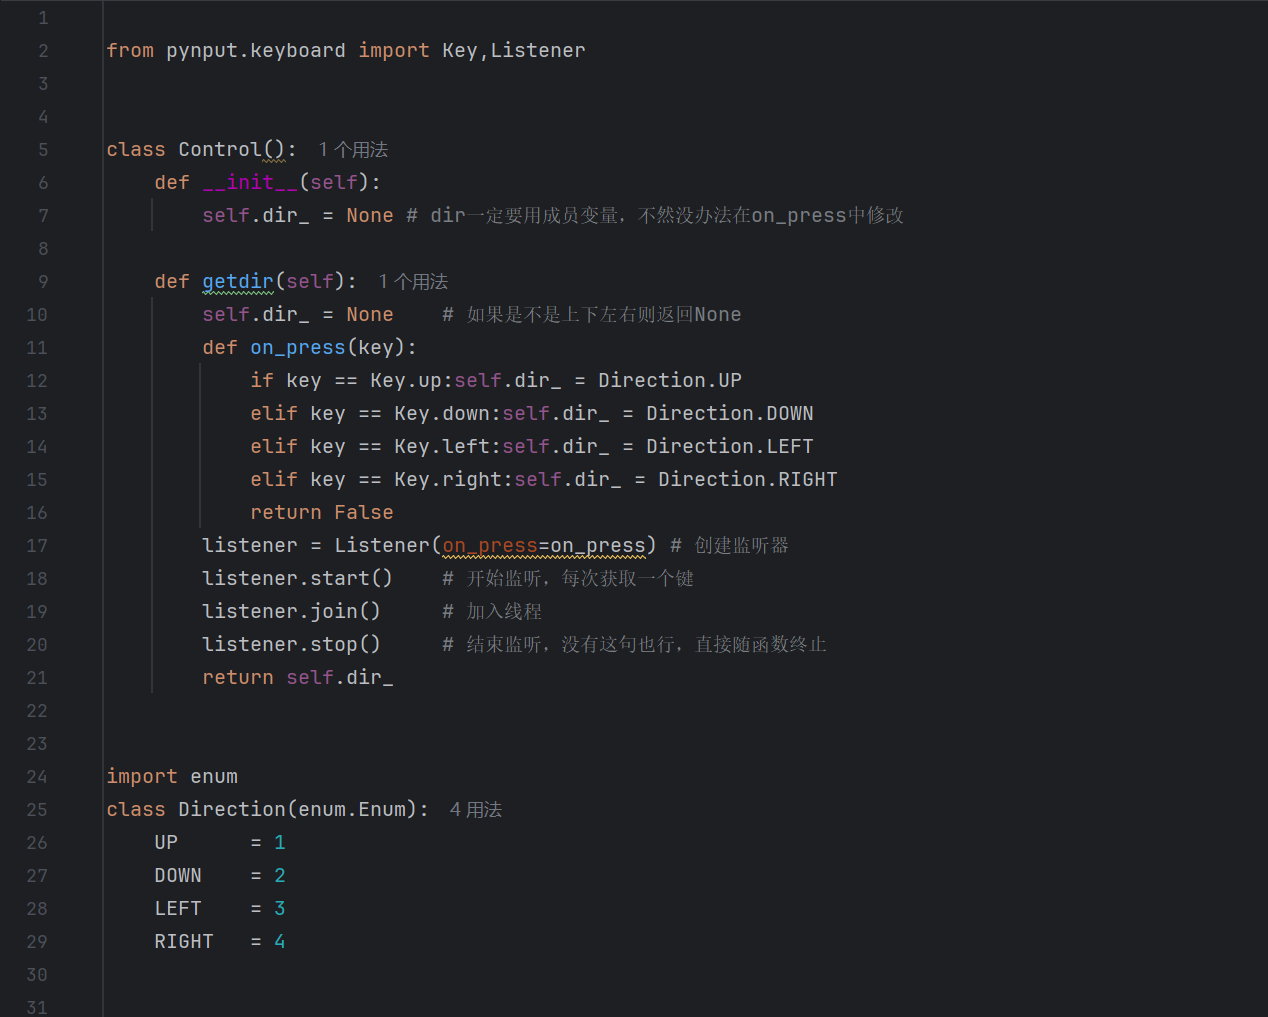 1
2 from pynput.keyboard import Key,Listener
3
4
5 class Control(): 1 个用法
6     def __init__(self):
7         self.dir_ = None # dir一定要用成员变量，不然没办法在on_press中修改
8
9     def getdir(self): 1 个用法
10         self.dir_ = None    # 如果是不是上下左右则返回None
11         def on_press(key):
12             if key == Key.up:self.dir_ = Direction.UP
13             elif key == Key.down:self.dir_ = Direction.DOWN
14             elif key == Key.left:self.dir_ = Direction.LEFT
15             elif key == Key.right:self.dir_ = Direction.RIGHT
16             return False
17         listener = Listener(on_press=on_press) # 创建监听器
18         listener.start()    # 开始监听，每次获取一个键
19         listener.join()     # 加入线程
20         listener.stop()     # 结束监听，没有这句也行，直接随函数终止
21         return self.dir_
22
23
24 import enum
25 class Direction(enum.Enum): 4 用法
26     UP      = 1
27     DOWN    = 2
28     LEFT    = 3
29     RIGHT   = 4
30
31